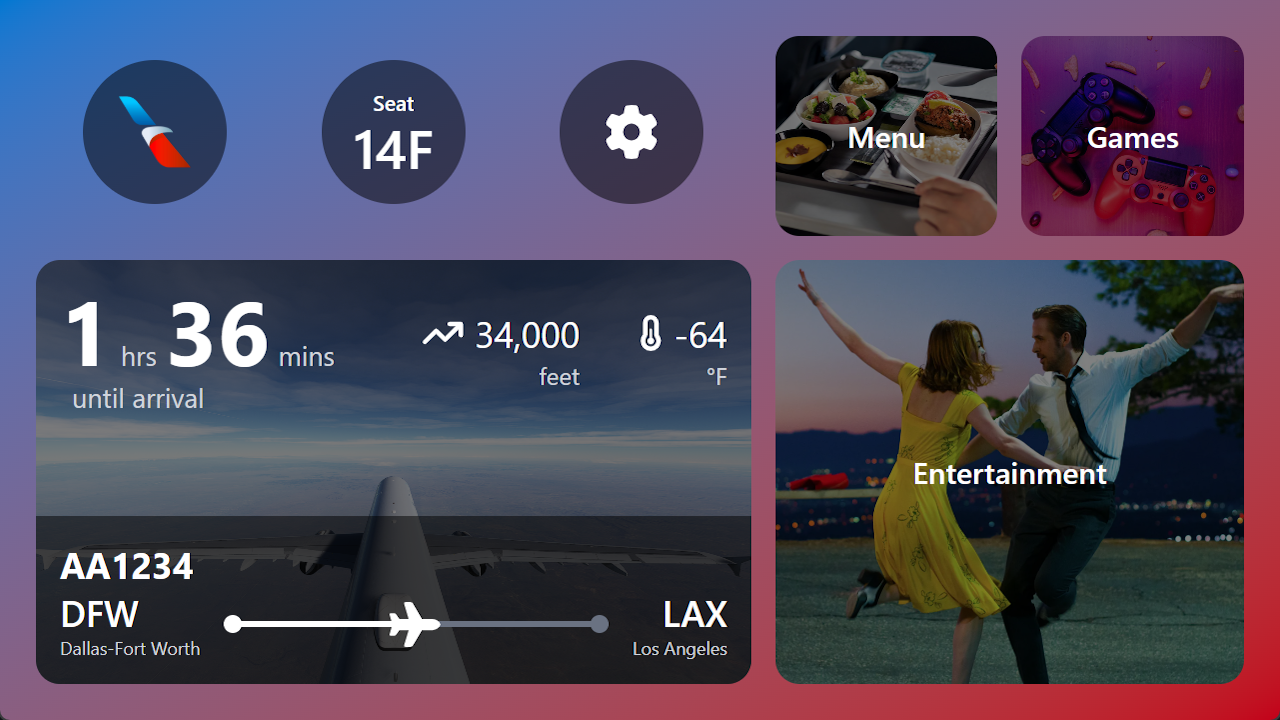 Seat
14F
Menu
Games
1 hrs 36 mins
until arrival
34,000
feet
-64
°F
Entertainment
AA1234
DFW
Dallas-Fort Worth
LAX
Los Angeles